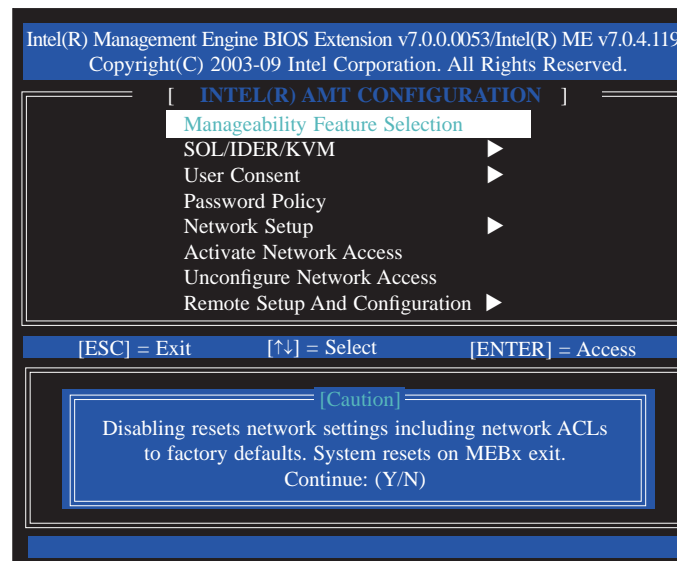 Intel(R) Management Engine BIOS Extension v7.0.0.0053/Intel(R) ME v7.0.4.119
Copyright(C) 2003-09 Intel Corporation. All Rights Reserved.
[ INTEL(R) AMT CONFIGURATION ]
Manageability Feature Selection
SOL/IDER/KVM ▶
User Consent ▶
Password Policy
Network Setup ▶
Activate Network Access
Unconfigure Network Access
Remote Setup And Configuration ▶
[ESC] = Exit [↑↓] = Select [ENTER] = Access
[Caution]
Disabling resets network settings including network ACLs
to factory defaults. System resets on MEBx exit.
Continue: (Y/N)